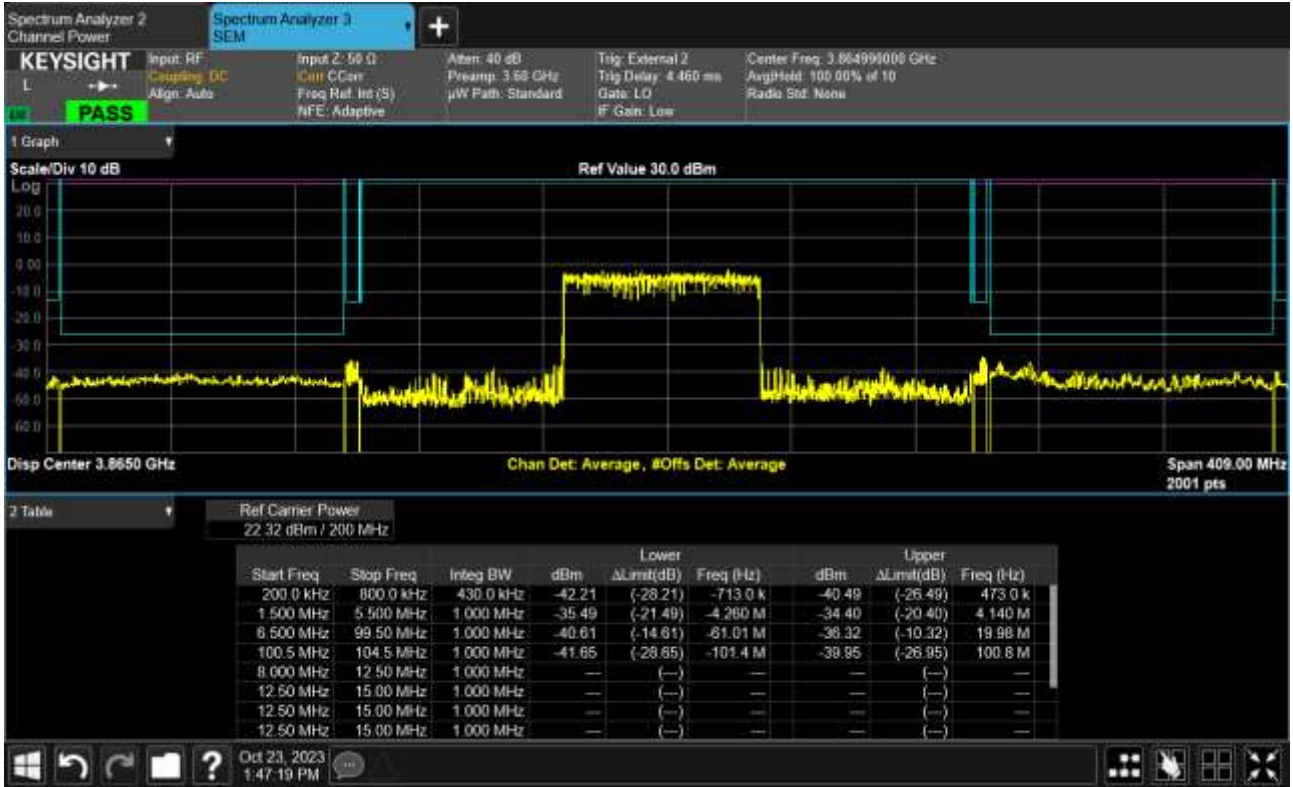 Spectrum Analyzer 2
Channel Power
Spectrum Analyzer 3
SEM
KEYSIGHT
L
PASS
Input: RF
Coupling: DC
Align: Auto
Input Z: 50 Ω
Corr CCorr
Freq Ref: Int (S)
NFE: Adaptive
Atten: 40 dB
Preamp: 3.60 GHz
µW Path: Standard
Trig: External 2
Trig Delay: 4.460 ms
Gate: LO
IF Gain: Low
Center Freq: 3.864990000 GHz
Avg|Hold: 100.00% of 10
Radio Std: None
1 Graph
Scale/Div 10 dB
Ref Value 30.0 dBm
Log
20.0
10.0
0.00
-10.0
-20.0
-30.0
-40.0
-50.0
-60.0
Disp Center 3.8650 GHz
Chan Det: Average, #Offs Det: Average
Span 409.00 MHz
2001 pts
2 Table
Ref Carrier Power
22.32 dBm / 200 MHz
Lower Upper
Start Freq Stop Freq Integ BW dBm ΔLimit(dB) Freq (Hz) dBm ΔLimit(dB) Freq (Hz)
200.0 kHz 800.0 kHz 430.0 kHz -42.21 (-28.21) -713.0 k -40.49 (-26.49) 473.0 k
1.500 MHz 5.500 MHz 1.000 MHz -35.49 (-21.49) -4.260 M -34.40 (-20.40) 4.140 M
6.500 MHz 99.50 MHz 1.000 MHz -40.61 (-14.61) -61.01 M -36.32 (-10.32) 19.98 M
100.5 MHz 104.5 MHz 1.000 MHz -41.65 (-28.65) -101.4 M -39.95 (-26.95) 100.8 M
8.000 MHz 12.50 MHz 1.000 MHz --- (---) --- --- (---) ---
12.50 MHz 15.00 MHz 1.000 MHz --- (---) --- --- (---) ---
12.50 MHz 15.00 MHz 1.000 MHz --- (---) --- --- (---) ---
12.50 MHz 15.00 MHz 1.000 MHz --- (---) --- --- (---) ---
Oct 23, 2023
1:47:19 PM